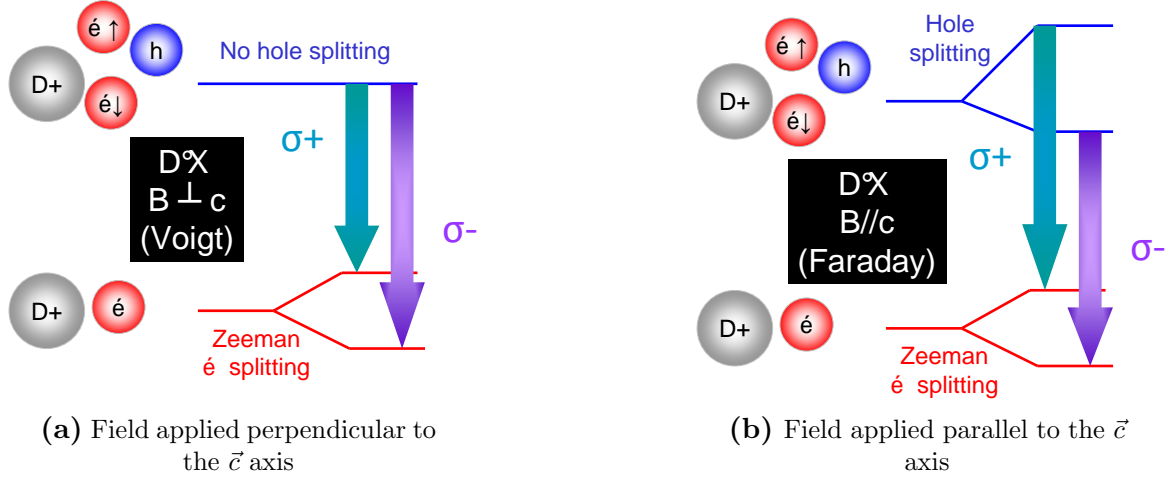 é ↑
h
D+
é↓
No hole splitting
σ+
D°X
B ⊥ c
(Voigt)
σ-
D+
é
Zeeman
é splitting
(a) Field applied perpendicular to
the c⃗ axis
Hole
splitting
é ↑
h
D+
é↓
σ+
D°X
B//c
(Faraday)
σ-
D+
é
Zeeman
é splitting
(b) Field applied parallel to the c⃗
axis